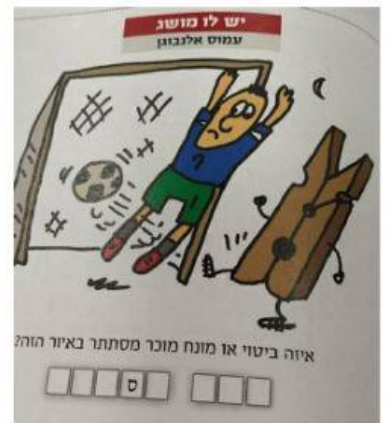 יש לו מושג
עמוס אלנבוגן
?
איזה ביטוי או מונח מוכר מסתתר באיור הזה?
ס